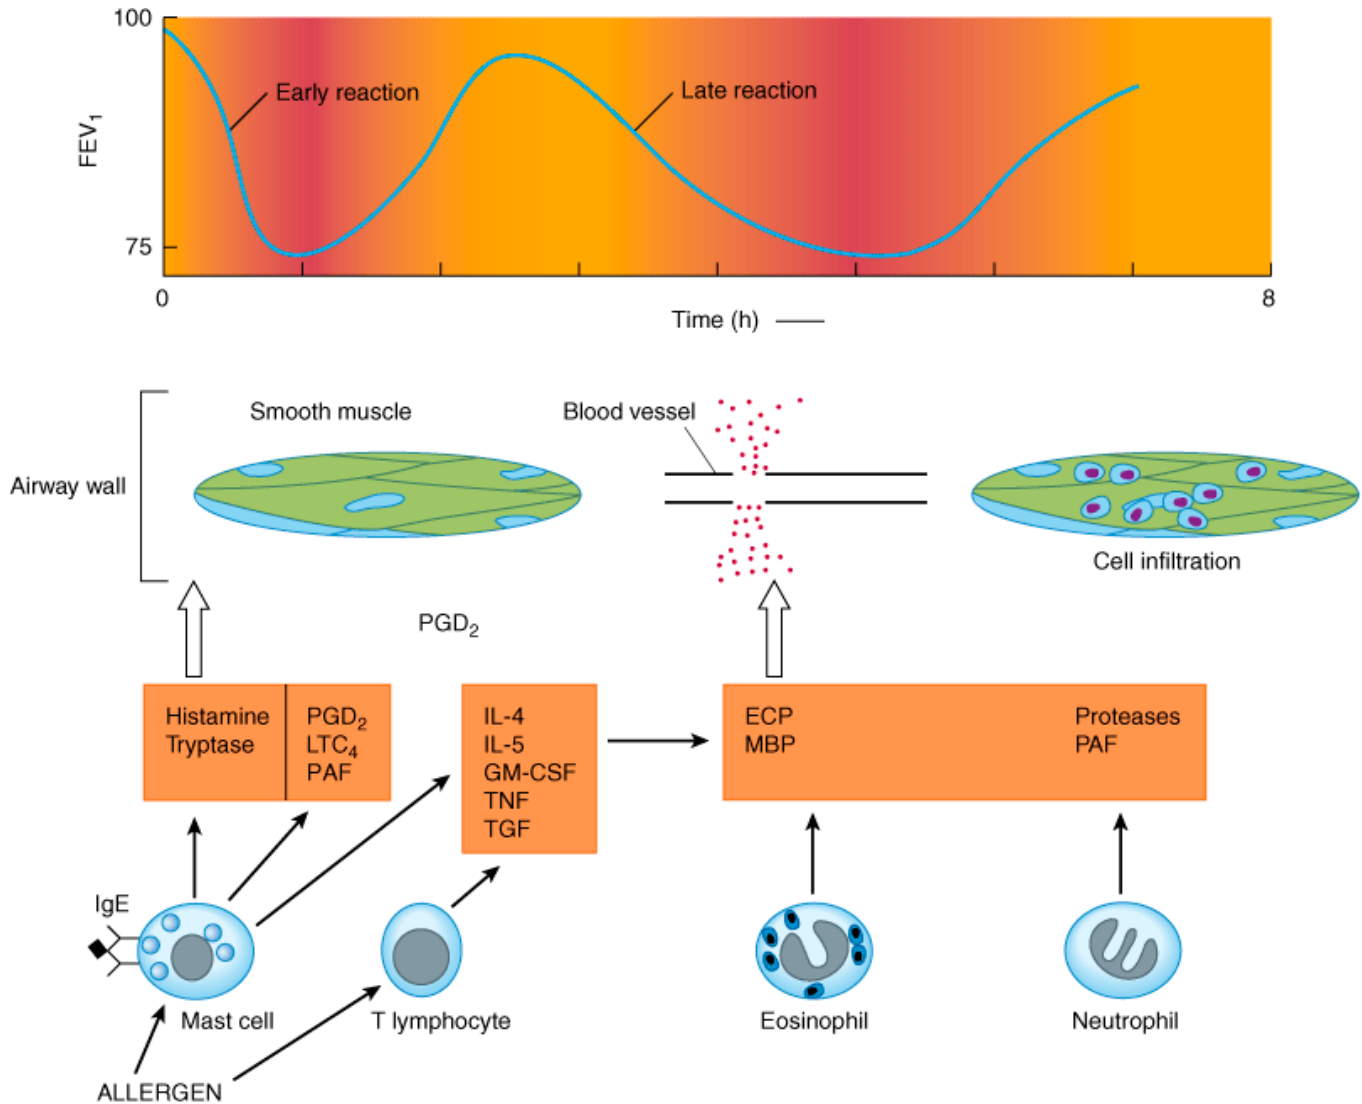 100
Early reaction
Late reaction
FEV1
75
0
8
Time (h)
Smooth muscle
Blood vessel
Airway wall
Cell infiltration
PGD2
Histamine
Tryptase
PGD2
LTC4
PAF
IL-4
IL-5
GM-CSF
TNF
TGF
ECP
MBP
Proteases
PAF
IgE
Mast cell
T lymphocyte
Eosinophil
Neutrophil
ALLERGEN